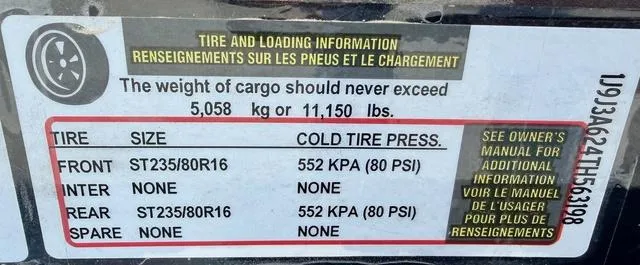 TIRE AND LOADING INFORMATION
RENSEIGNEMENTS SUR LES PNEUS ET LE CHARGEMENT
The weight of cargo should never exceed
5,058 kg or 11,150 lbs.
TIRE SIZE COLD TIRE PRESS.
FRONT ST235/80R16 552 KPA (80 PSI)
INTER NONE NONE
REAR ST235/80R16 552 KPA (80 PSI)
SPARE NONE NONE
SEE OWNER'S
MANUAL FOR
ADDITIONAL
INFORMATION
VOIR LE MANUEL
DE L'USAGER
POUR PLUS DE
RENSEIGNEMENTS
1J9J3A624TH563198